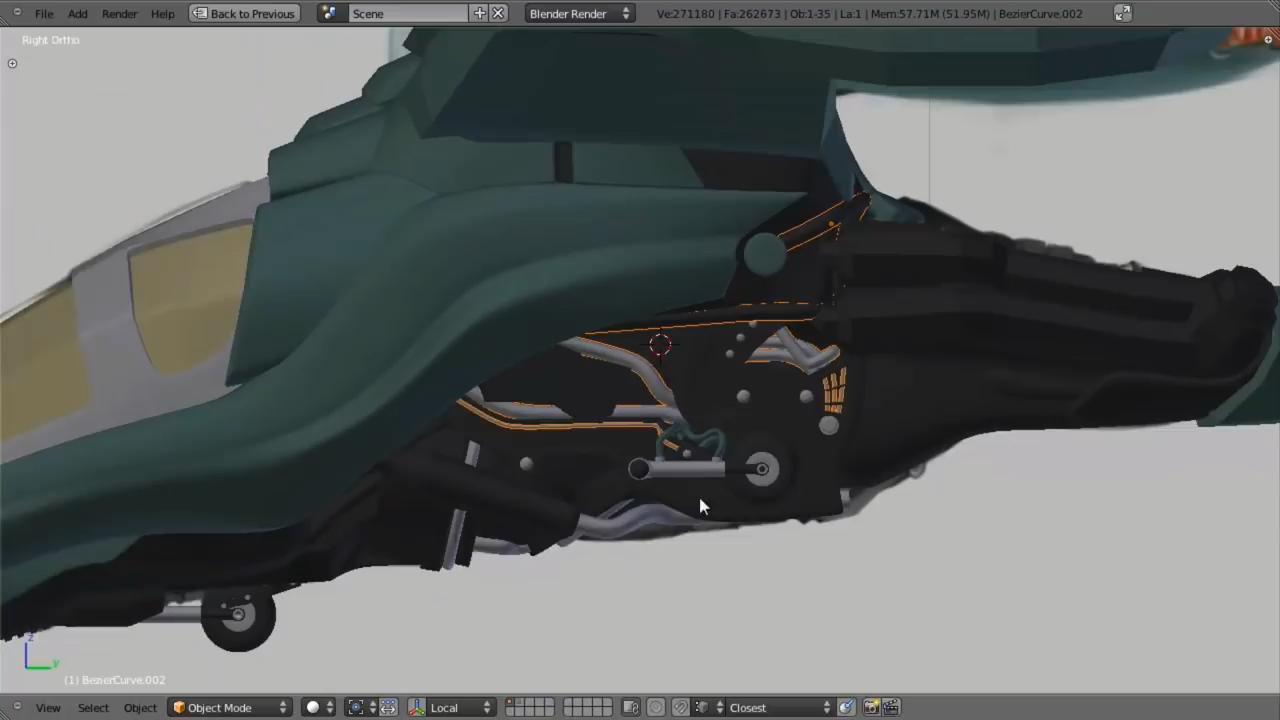 File Add Render Help Back to Previous Scene Blender Render Ve:271180 | Fa:262673 | Ob:1-35 | La:1 | Mem:57.71M (51.95M) | BezierCurve.002
Right Ortho
z
y
(1) BezierCurve.002
View Select Object Object Mode Local Closest